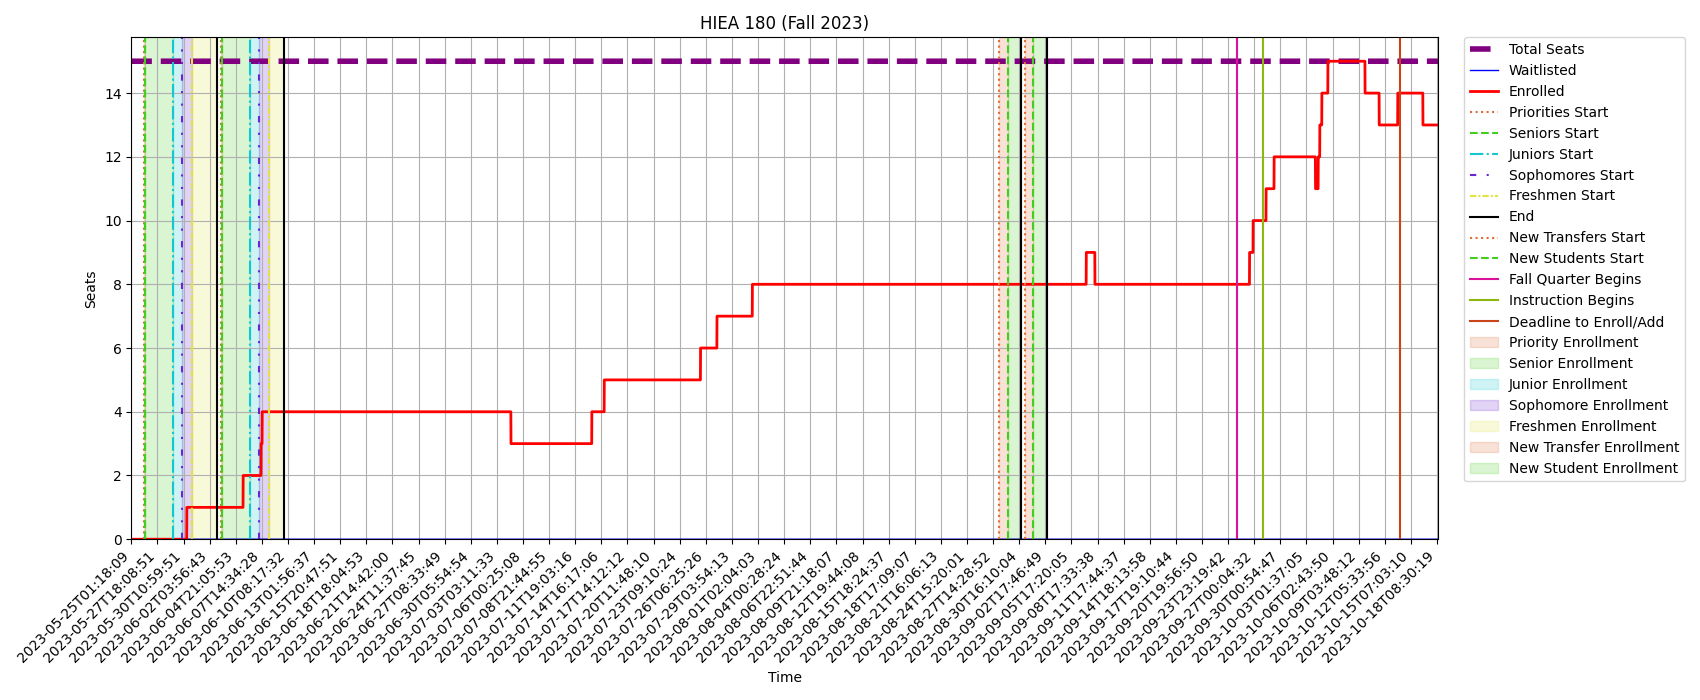 HIEA 180 (Fall 2023)
Seats
14
12
10
8
6
4
2
0
2023-05-25T01:18:09
2023-05-27T18:08:51
2023-05-30T10:59:51
2023-06-02T03:56:43
2023-06-04T21:05:53
2023-06-07T14:34:28
2023-06-10T08:17:32
2023-06-13T01:56:37
2023-06-15T20:47:51
2023-06-18T18:04:53
2023-06-21T14:42:00
2023-06-24T11:37:45
2023-06-27T08:33:49
2023-06-30T05:54:54
2023-07-03T03:11:33
2023-07-06T00:25:08
2023-07-08T21:44:55
2023-07-11T19:03:16
2023-07-14T16:17:06
2023-07-17T14:12:12
2023-07-20T11:48:10
2023-07-23T09:10:24
2023-07-26T06:25:26
2023-07-29T03:54:13
2023-08-01T02:04:03
2023-08-04T00:28:24
2023-08-06T22:51:44
2023-08-09T21:18:07
2023-08-12T19:44:08
2023-08-15T18:24:37
2023-08-18T17:09:07
2023-08-21T16:06:13
2023-08-24T15:20:01
2023-08-27T14:28:52
2023-08-30T16:10:04
2023-09-02T17:46:49
2023-09-05T17:20:05
2023-09-08T17:33:38
2023-09-11T17:44:37
2023-09-14T18:13:58
2023-09-17T19:10:44
2023-09-20T19:56:50
2023-09-23T23:19:42
2023-09-27T00:04:32
2023-09-30T00:54:47
2023-10-03T01:37:05
2023-10-06T02:43:50
2023-10-09T03:48:12
2023-10-12T05:33:56
2023-10-15T07:03:10
2023-10-18T08:30:19
Time
Total Seats
Waitlisted
Enrolled
Priorities Start
Seniors Start
Juniors Start
Sophomores Start
Freshmen Start
End
New Transfers Start
New Students Start
Fall Quarter Begins
Instruction Begins
Deadline to Enroll/Add
Priority Enrollment
Senior Enrollment
Junior Enrollment
Sophomore Enrollment
Freshmen Enrollment
New Transfer Enrollment
New Student Enrollment